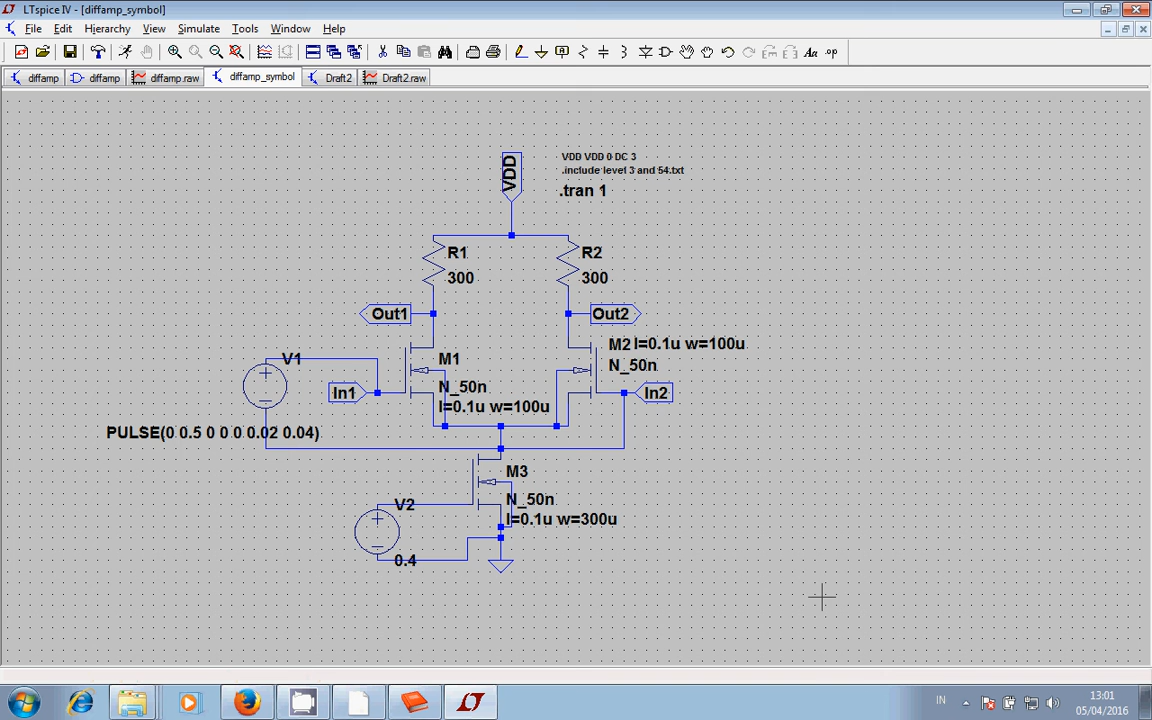 LTspice IV - [diffamp_symbol]
File Edit Hierarchy View Simulate Tools Window Help
diffamp diffamp diffamp.raw diffamp_symbol Draft2 Draft2.raw
VDD
VDD VDD 0 DC 3
.include level 3 and 54.txt
.tran 1
R1
300
R2
300
Out1
Out2
V1
PULSE(0 0.5 0 0 0 0.02 0.04)
In1
M1
N_50n
l=0.1u w=100u
M2 l=0.1u w=100u
N_50n
In2
M3
N_50n
l=0.1u w=300u
V2
0.4
IN
13:01
05/04/2016